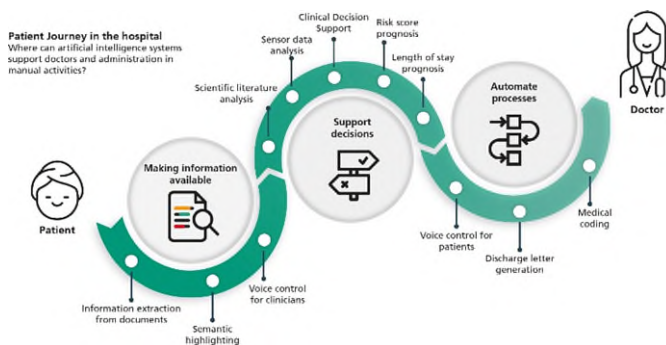 Patient Journey in the hospital
Where can artificial intelligence systems
support doctors and administration in
manual activities?
Clinical Decision
Support
Risk score
prognosis
Sensor data
analysis
Length of stay
prognosis
Scientific literature
analysis
Automate
processes
Doctor
Support
decisions
Making information
available
Patient
Medical
coding
Voice control for
patients
Discharge letter
generation
Voice control
for clinicians
Information extraction
from documents
Semantic
highlighting